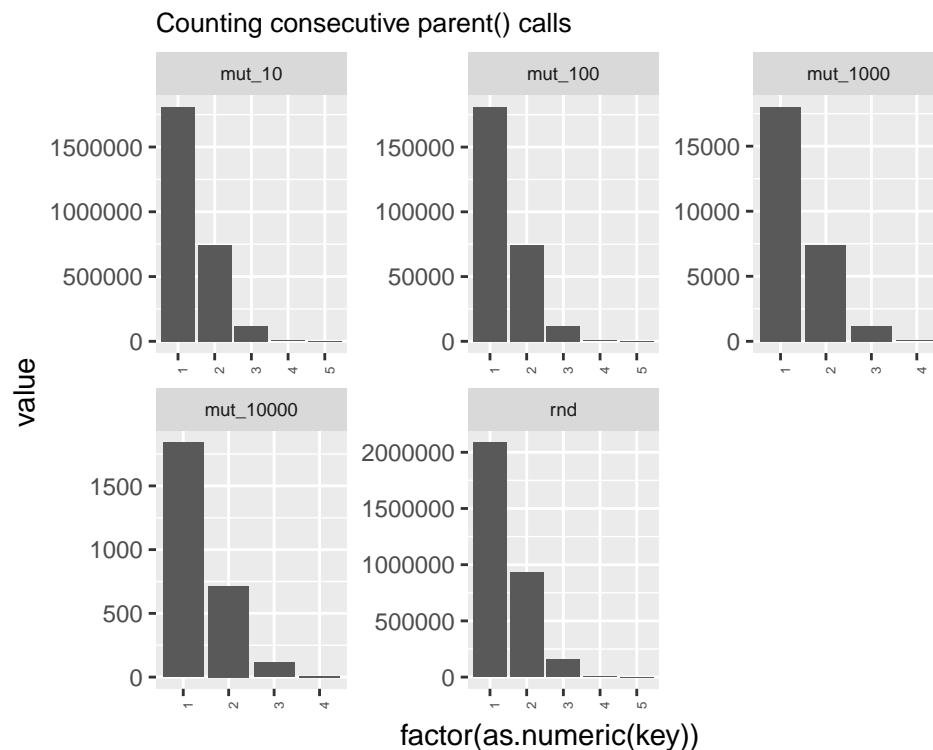 Counting consecutive parent() calls
mut_10
mut_100
mut_1000
1500000
1000000
500000
0
1 2 3 4 5
150000
100000
50000
0
1 2 3 4 5
15000
10000
5000
0
1 2 3 4
value
mut_10000
rnd
1500
1000
500
0
1 2 3 4
2000000
1500000
1000000
500000
0
1 2 3 4 5
factor(as.numeric(key))